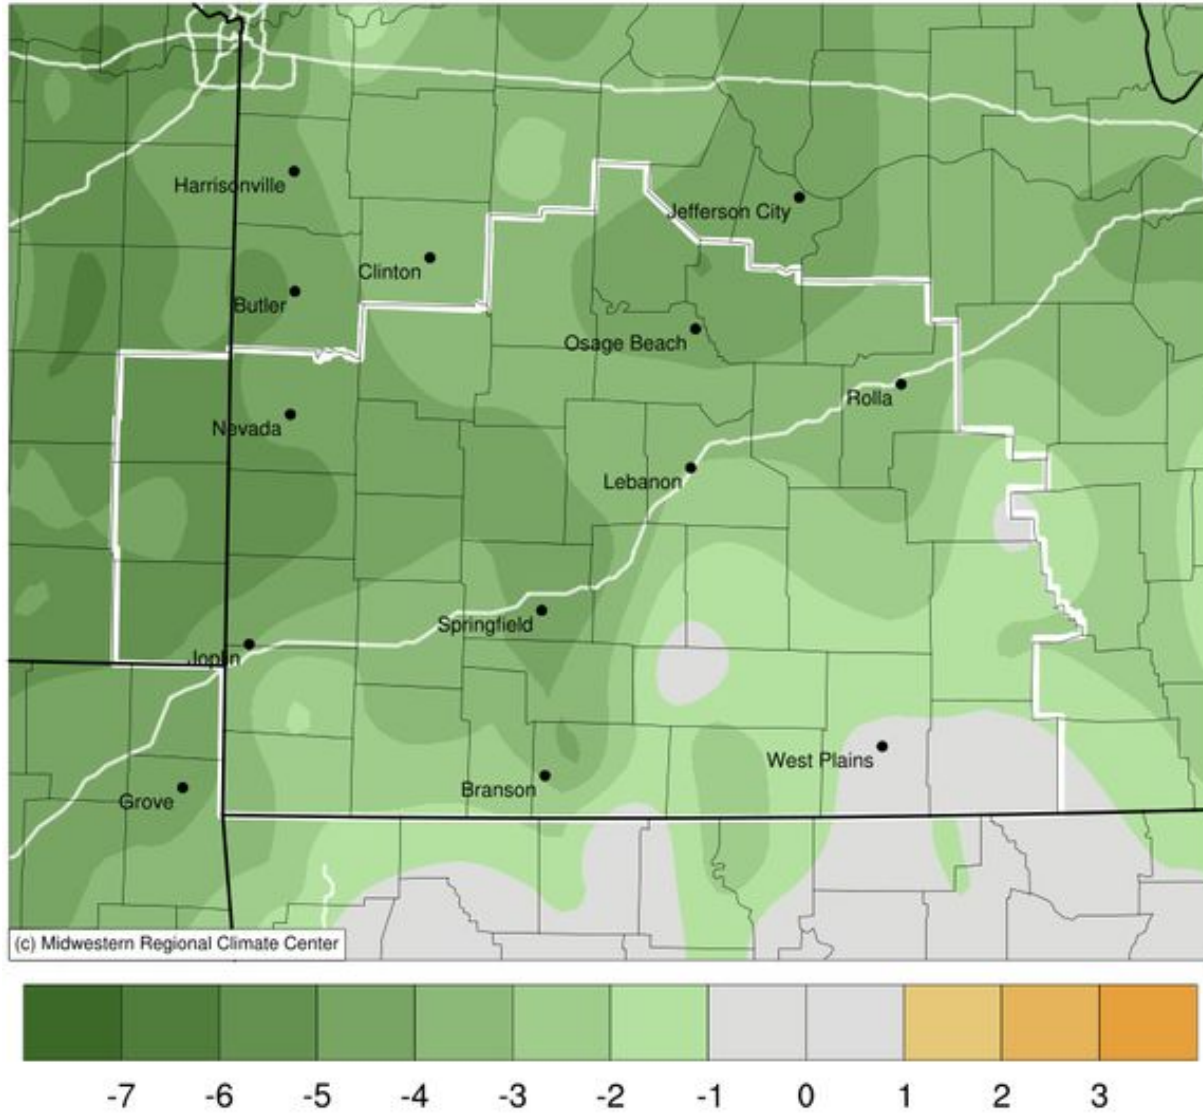 Harrisonville
Jefferson City
Clinton
Butler
Osage Beach
Rolla
Nevada
Lebanon
Springfield
Joplin
West Plains
Branson
Grove
(c) Midwestern Regional Climate Center
-7 -6 -5 -4 -3 -2 -1 0 1 2 3